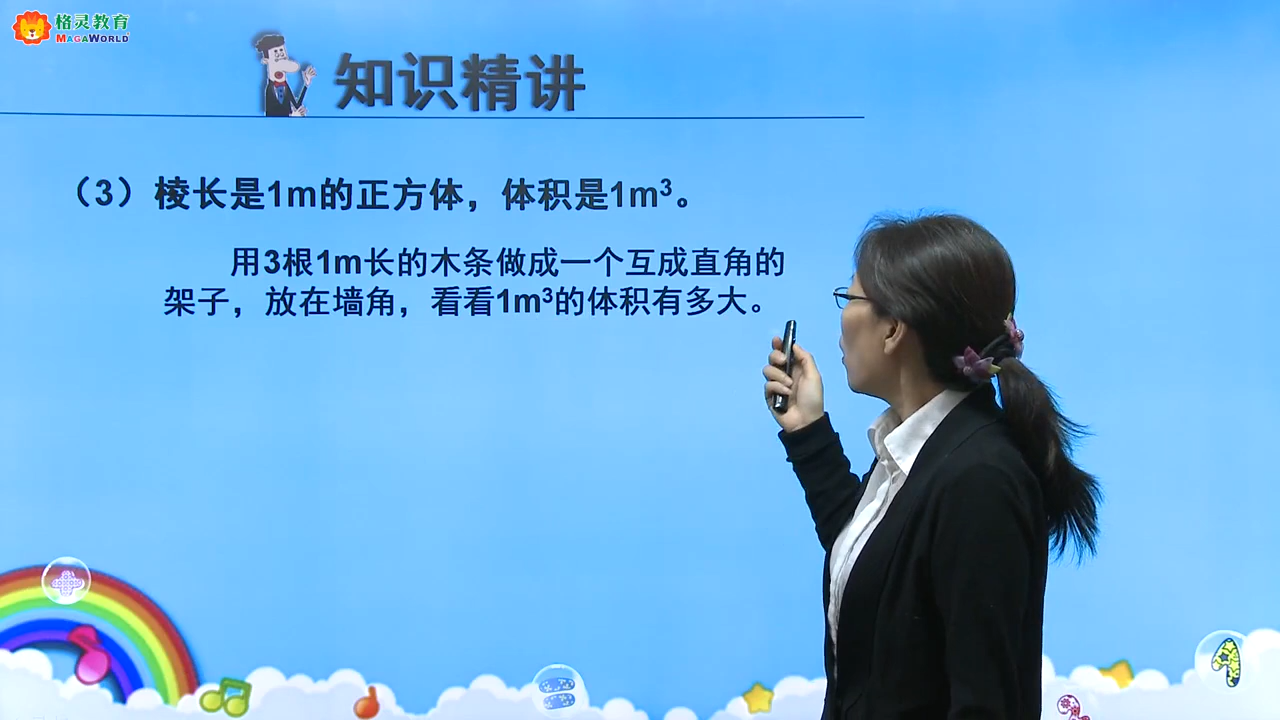 格灵教育
MAGAWORLD
知识精讲
（3）棱长是1m的正方体，体积是1m³。
用3根1m长的木条做成一个互成直角的
架子，放在墙角，看看1m³的体积有多大。